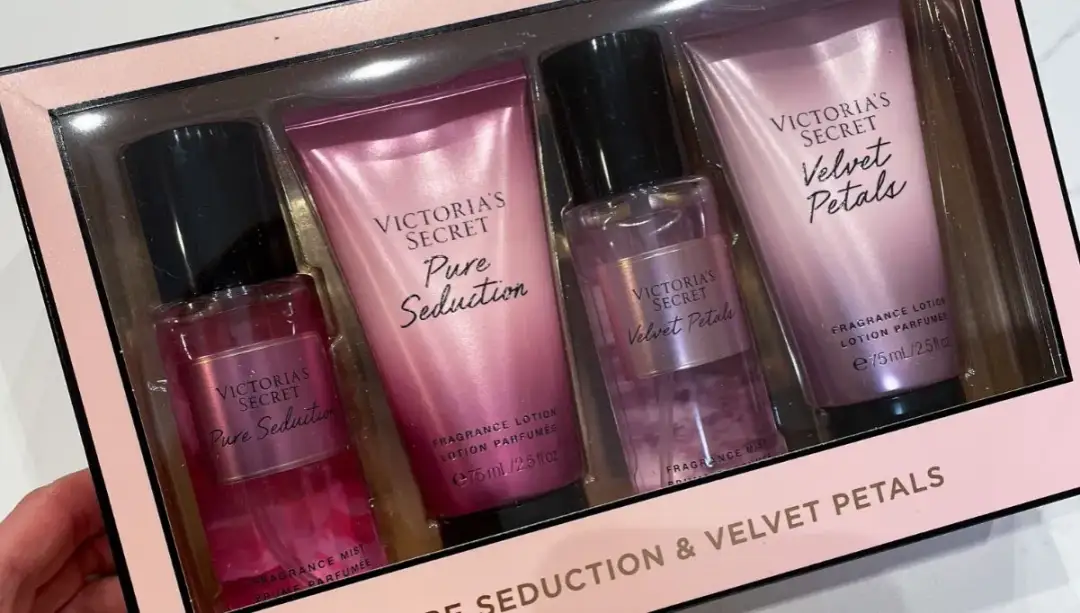 VICTORIA'S
SECRET
Pure Seduction
FRAGRANCE MIST
BRUME PARFUMÉE
VICTORIA'S
SECRET
Pure
Seduction
FRAGRANCE LOTION
LOTION PARFUMÉE
e 75 mL/2.5 fl oz
VICTORIA'S
SECRET
Velvet Petals
FRAGRANCE MIST
VICTORIA'S
SECRET
Velvet
Petals
FRAGRANCE LOTION
LOTION PARFUMÉE
e 75 mL/2.5 fl oz
SEDUCTION & VELVET PETALS